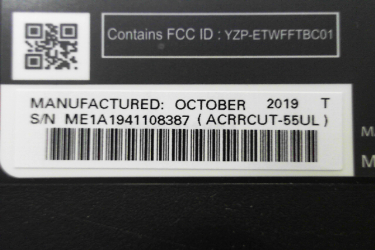 Contains FCC ID : YZP-ETWFFTBC01
MANUFACTURED: OCTOBER 2019 T
S/N ME1A1941108387 ( ACRRCUT-55UL )